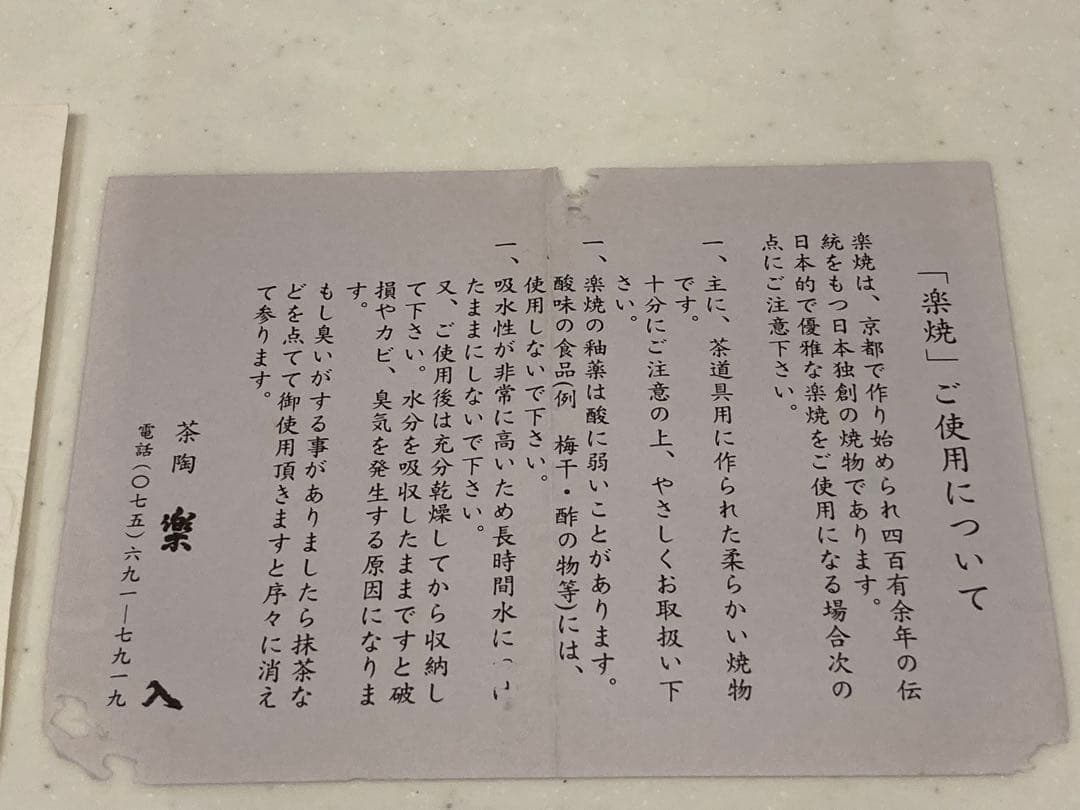 「楽焼」ご使用について
楽焼は、京都で作り始められ四百有余年の伝
統をもつ日本独創の焼物であります。
日本的で優雅な楽焼をご使用になる場合次の
点にご注意下さい。
一、主に、茶道具用に作られた柔らかい焼物
です。
十分にご注意の上、やさしくお取扱い下
さい。
一、楽焼の釉薬は酸に弱いことがあります。
酸味の食品(例 梅干・酢の物等)には、
使用しないで下さい。
一、吸水性が非常に高いため長時間水に
たままにしないで下さい。
又、ご使用後は充分乾燥してから収納し
て下さい。水分を吸収したままですと破
損やカビ、臭気を発生する原因になりま
す。
もし臭いがする事がありましたら抹茶な
どを点てて御使用頂きますと序々に消え
て参ります。
茶陶 楽入
電話(〇七五)六九一―七九一九